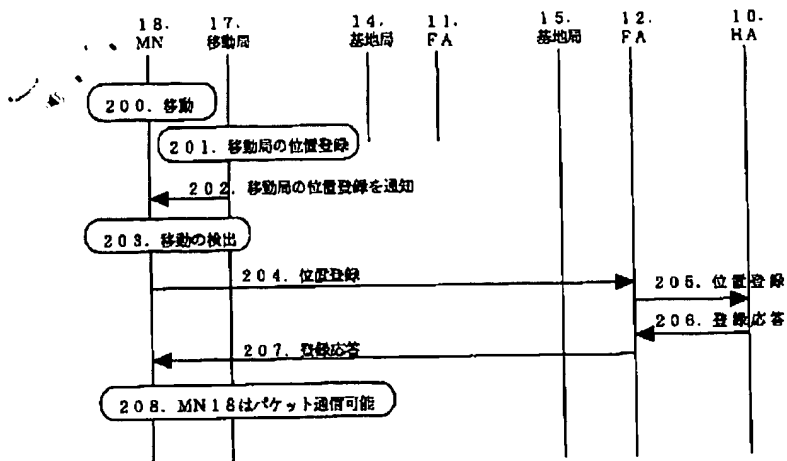 18.
MN
17.
移動局
14.
基地局
11.
FA
15.
基地局
12.
FA
10.
HA
200. 移動
201. 移動局の位置登録
202. 移動局の位置登録を通知
203. 移動の検出
204. 位置登録
205. 位置登録
206. 登録応答
207. 登録応答
208. MN18はパケット通信可能